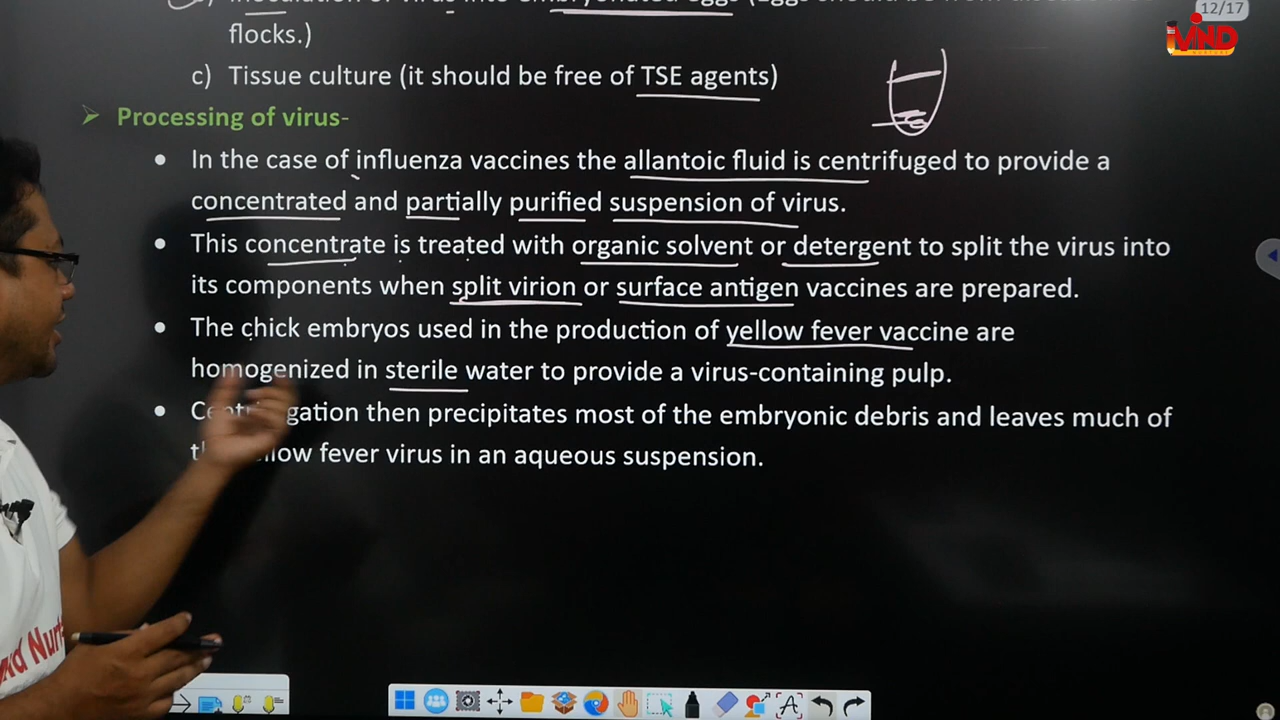 12/17
flocks.)
MIND
c) Tissue culture (it should be free of TSE agents)
➢ Processing of virus-
• In the case of influenza vaccines the allantoic fluid is centrifuged to provide a
concentrated and partially purified suspension of virus.
• This concentrate is treated with organic solvent or detergent to split the virus into
its components when split virion or surface antigen vaccines are prepared.
• The chick embryos used in the production of yellow fever vaccine are
homogenized in sterile water to provide a virus-containing pulp.
• then precipitates most of the embryonic debris and leaves much of
fever virus in an aqueous suspension.